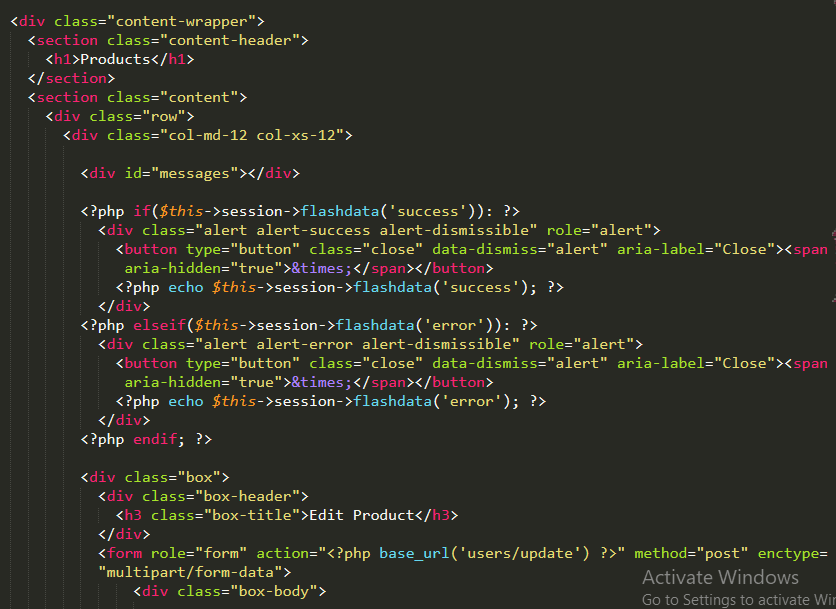 <div class="content-wrapper">
<section class="content-header">
<h1>Products</h1>
</section>
<section class="content">
<div class="row">
<div class="col-md-12 col-xs-12">
<div id="messages"></div>
<?php if($this->session->flashdata('success')): ?>
<div class="alert alert-success alert-dismissible" role="alert">
<button type="button" class="close" data-dismiss="alert" aria-label="Close"><span
aria-hidden="true">&times;</span></button>
<?php echo $this->session->flashdata('success'); ?>
</div>
<?php elseif($this->session->flashdata('error')): ?>
<div class="alert alert-error alert-dismissible" role="alert">
<button type="button" class="close" data-dismiss="alert" aria-label="Close"><span
aria-hidden="true">&times;</span></button>
<?php echo $this->session->flashdata('error'); ?>
</div>
<?php endif; ?>
<div class="box">
<div class="box-header">
<h3 class="box-title">Edit Product</h3>
</div>
<form role="form" action="<?php base_url('users/update') ?>" method="post" enctype=
"multipart/form-data">
<div class="box-body">
Activate Windows
Go to Settings to activate Win